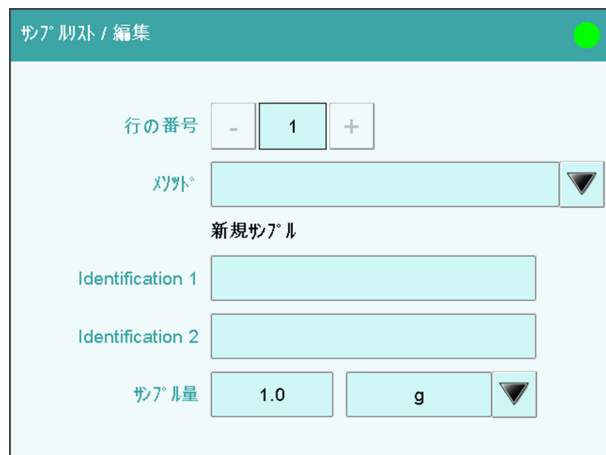 ｻﾝﾌﾟﾙﾘｽﾄ / 編集
行の番号 - 1 +
ﾒｿｯﾄﾞ
新規ｻﾝﾌﾟﾙ
Identification 1
Identification 2
ｻﾝﾌﾟﾙ量 1.0 g